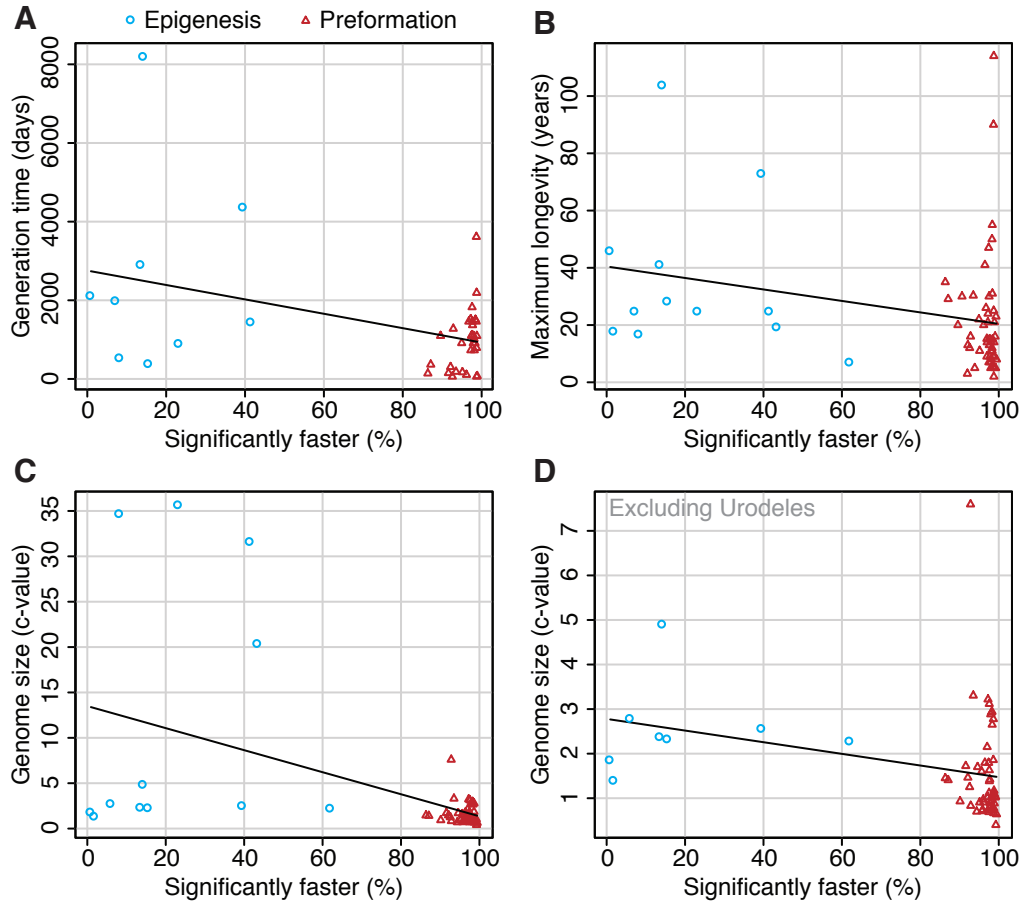 A
Epigenesis
Preformation
Generation time (days)
8000
6000
4000
2000
0
0 20 40 60 80 100
Significantly faster (%)
B
Maximum longevity (years)
100
80
60
40
20
0
0 20 40 60 80 100
Significantly faster (%)
C
Genome size (c-value)
35
30
25
20
15
10
5
0
0 20 40 60 80 100
Significantly faster (%)
D
Excluding Urodeles
Genome size (c-value)
7
6
5
4
3
2
1
0 20 40 60 80 100
Significantly faster (%)